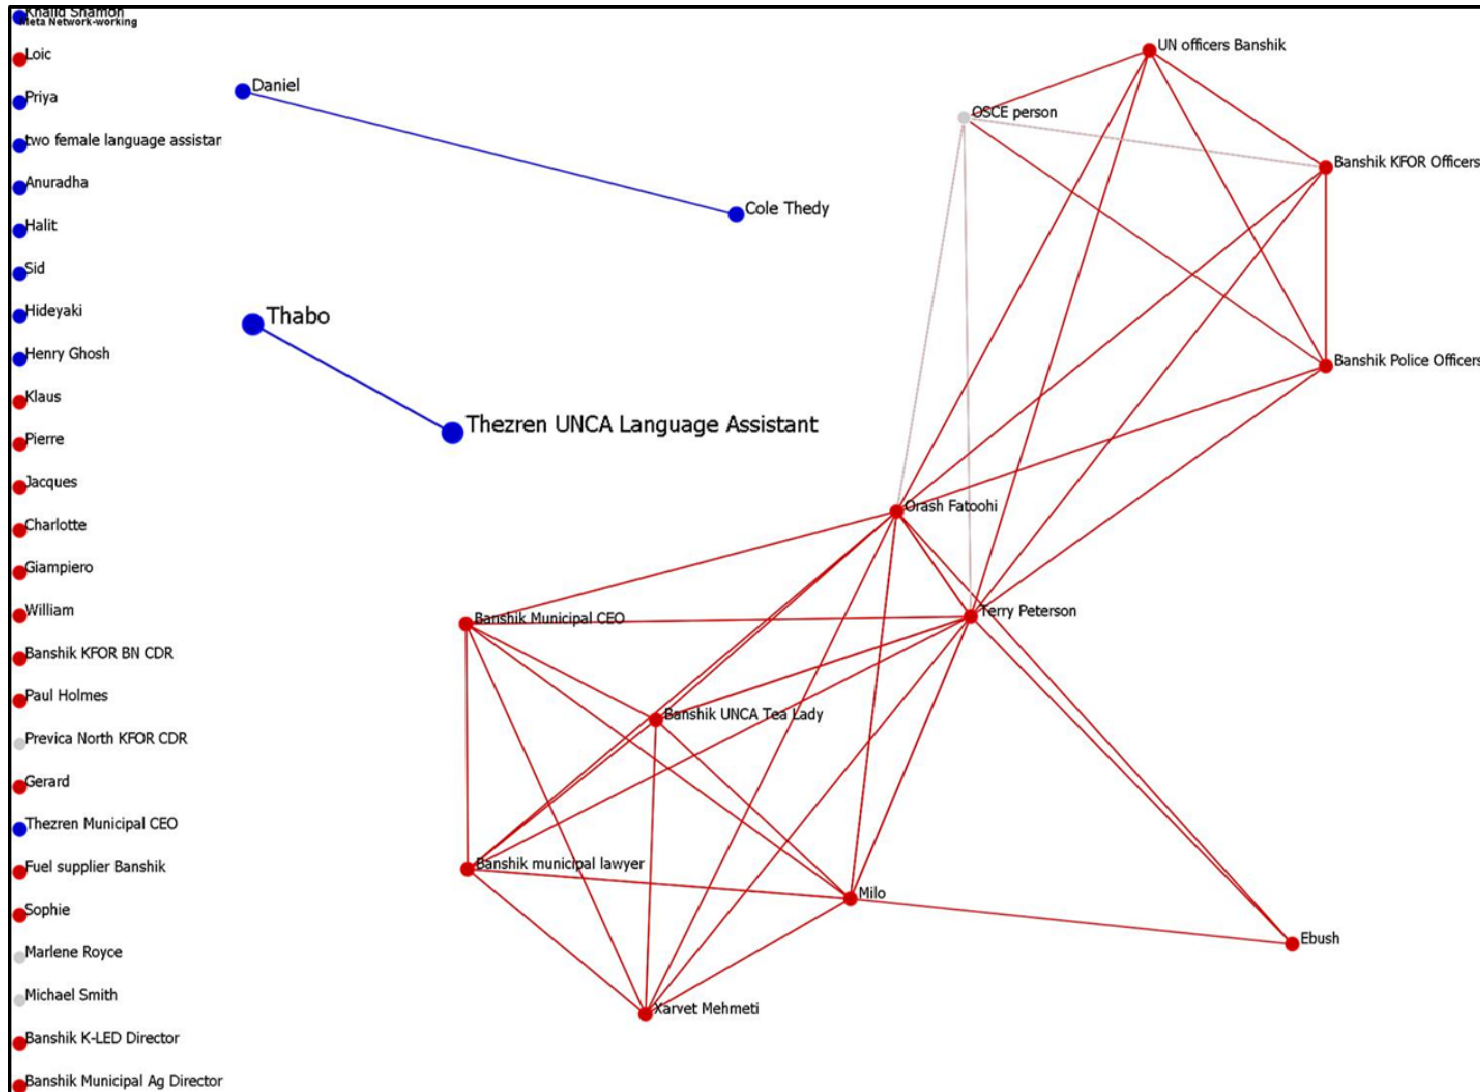 Khalid Shamon
Meta Network-working
Loic
Priya
two female language assistar
Anuradha
Halit
Sid
Hideyaki
Henry Ghosh
Klaus
Pierre
Jacques
Charlotte
Giampiero
William
Banshik KFOR BN CDR
Paul Holmes
Previca North KFOR CDR
Gerard
Thezren Municipal CEO
Fuel supplier Banshik
Sophie
Marlene Royce
Michael Smith
Banshik K-LED Director
Banshik Municipal Ag Director
Daniel
Cole Thedy
Thabo
Thezren UNCA Language Assistant
UN officers Banshik
OSCE person
Banshik KFOR Officers
Banshik Police Officers
Orash Fatoohi
Terry Peterson
Banshik Municipal CEO
Banshik UNCA Tea Lady
Banshik municipal lawyer
Milo
Ebush
Xarvet Mehmeti